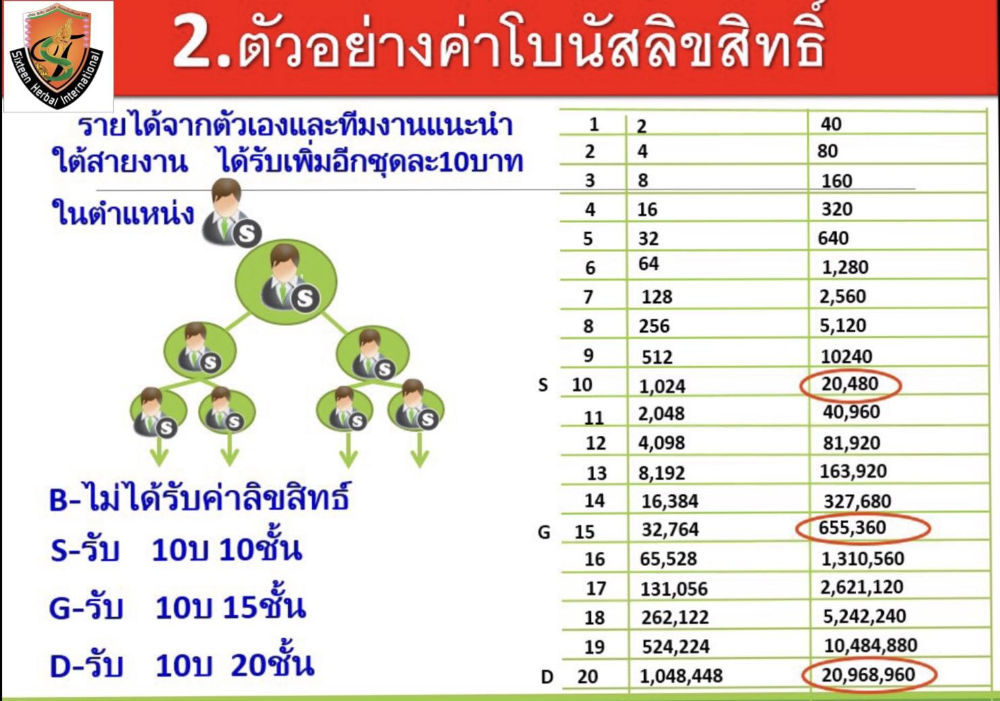 2.ตัวอย่างค่าโบนัสลิขสิทธิ์
Sixteen Herbal International
รายได้จากตัวเองและทีมงานแนะนำ
ใต้สายงาน ได้รับเพิ่มอีกชุดละ10บาท
ในตำแหน่ง S
S
S S
S S S S
B-ไม่ได้รับค่าลิขสิทธ์
S-รับ 10บ 10ชั้น
G-รับ 10บ 15ชั้น
D-รับ 10บ 20ชั้น
1 2 40
2 4 80
3 8 160
4 16 320
5 32 640
6 64 1,280
7 128 2,560
8 256 5,120
9 512 10240
S 10 1,024 20,480
11 2,048 40,960
12 4,098 81,920
13 8,192 163,920
14 16,384 327,680
G 15 32,764 655,360
16 65,528 1,310,560
17 131,056 2,621,120
18 262,122 5,242,240
19 524,224 10,484,880
D 20 1,048,448 20,968,960